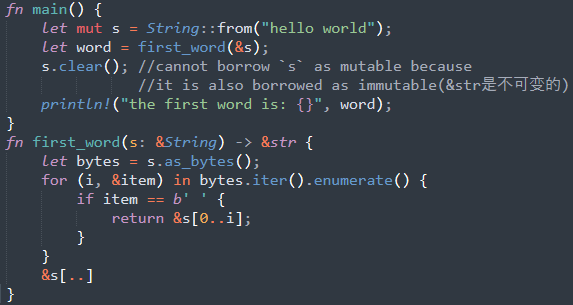 fn main() {
    let mut s = String::from("hello world");
    let word = first_word(&s);
    s.clear(); //cannot borrow `s` as mutable because
               //it is also borrowed as immutable(&str是不可变的)
    println!("the first word is: {}", word);
}
fn first_word(s: &String) -> &str {
    let bytes = s.as_bytes();
    for (i, &item) in bytes.iter().enumerate() {
        if item == b' ' {
            return &s[0..i];
        }
    }
    &s[..]
}